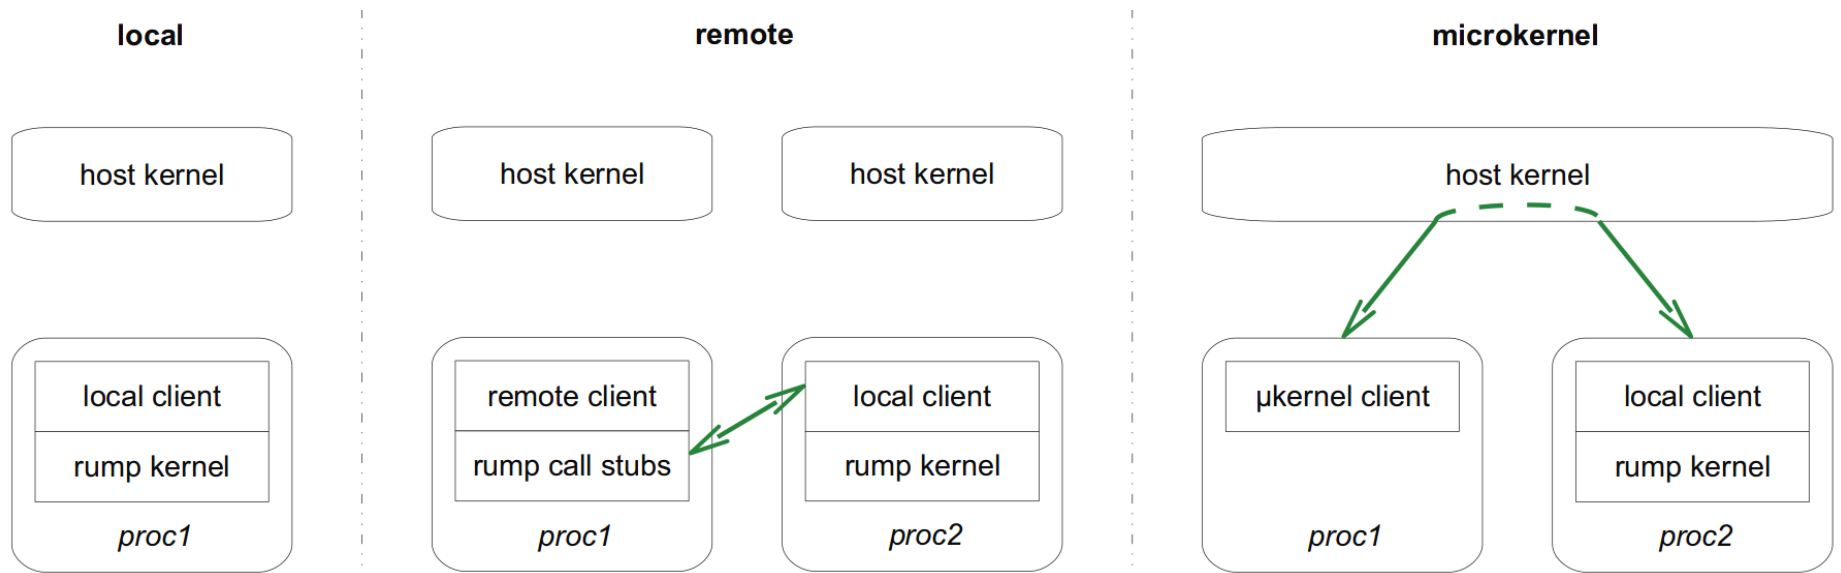 local
remote
microkernel
host kernel
host kernel
host kernel
host kernel
local client
rump kernel
proc1
remote client
rump call stubs
proc1
local client
rump kernel
proc2
µkernel client
proc1
local client
rump kernel
proc2